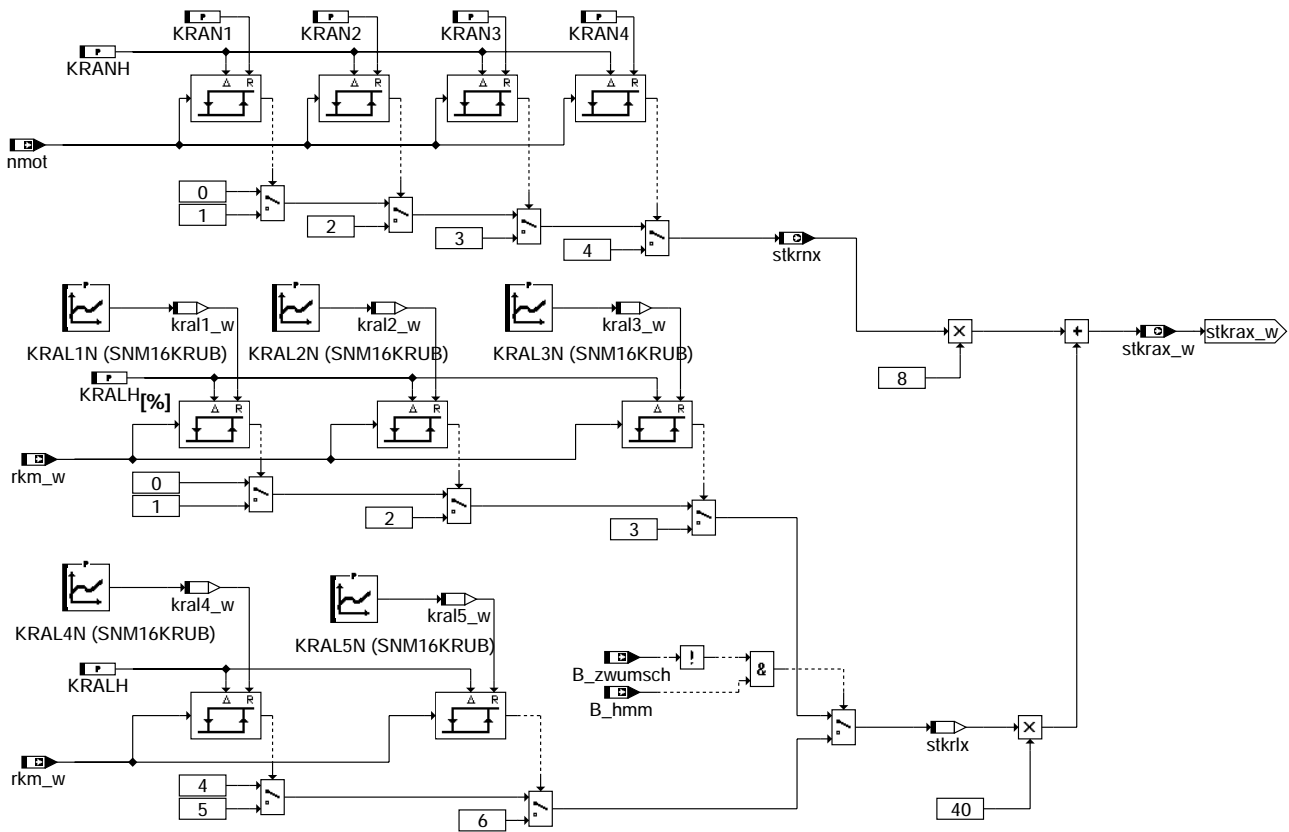 P P P P
KRAN1 KRAN2 KRAN3 KRAN4
P
KRANH
Δ R Δ R Δ R Δ R
nmot
0
1
2
3
4
stkrnx
P P P
kral1_w kral2_w kral3_w
KRAL1N (SNM16KRUB) KRAL2N (SNM16KRUB) KRAL3N (SNM16KRUB)
stkrax_w
stkrax_w
8
P
KRALH [%]
Δ R Δ R Δ R
rkm_w
0
1
2
3
P P
kral4_w kral5_w
KRAL4N (SNM16KRUB) KRAL5N (SNM16KRUB)
P
KRALH
B_zwumsch
!
&
B_hmm
Δ R Δ R
stkrlx
rkm_w
4
5
6
40